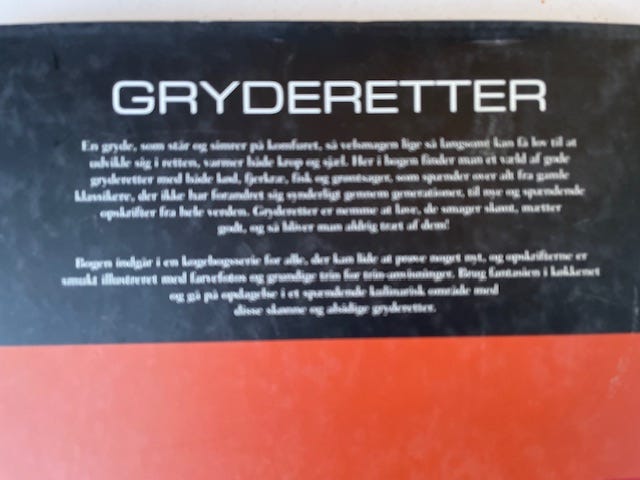 GRYDERETTER
En gryde, som står og simrer på komfuret, så velsmagen lige så langsomt kan få lov til at
udvikle sig i retten, varmer både krop og sjæl. Her i bogen finder man et væld af gode
gryderetter med både kød, fjerkræ, fisk og grøntsager, som spænder over alt fra gamle
klassikere, der ikke har forandret sig synderligt gennem generationer, til nye og spændende
opskrifter fra hele verden. Gryderetter er nemme at lave, de smager skønt, mætter
godt, og så bliver man aldrig træt af dem!
Bogen indgår i en kogebogsserie for alle, der kan lide at prøve noget nyt, og opskrifterne er
smukt illustreret med farvefotos og grundige trin for trin-anvisninger. Brug fantasien i køkkenet
og gå på opdagelse i et spændende kulinarisk område med
disse skønne og alsidige gryderetter.